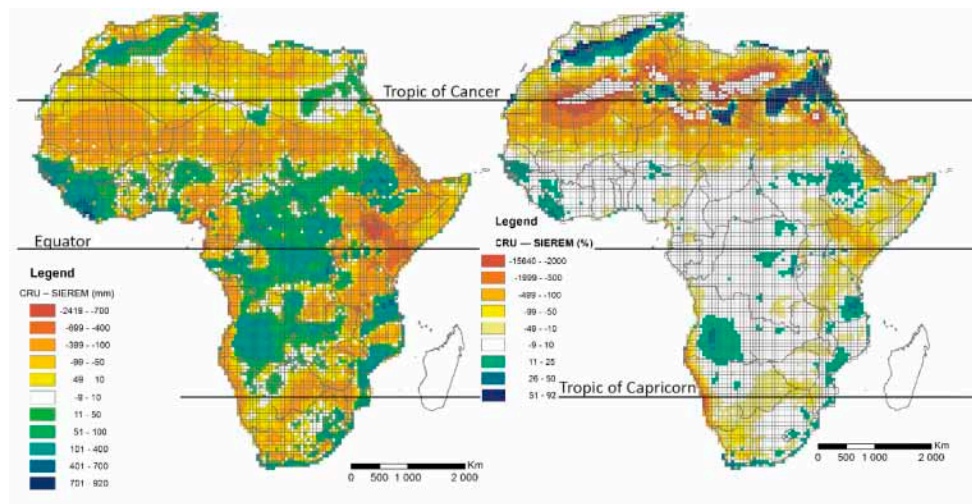 Tropic of Cancer
Equator
Legend
CRU – SIEREM (mm)
-2418 - -700
-699 - -400
-399 - -100
-99 - -50
49 10
-9 - 10
11 - 50
51 - 100
101 - 400
401 - 700
701 - 920
Km
0 500 1 000 2 000
Legend
CRU — SIEREM (%)
-15640 - -2000
-1999 - -500
-499 - -100
-99 - -50
-49 - -10
-9 - 10
11 - 25
26 - 50
51 - 92
Tropic of Capricorn
Km
0 500 1 000 2 000